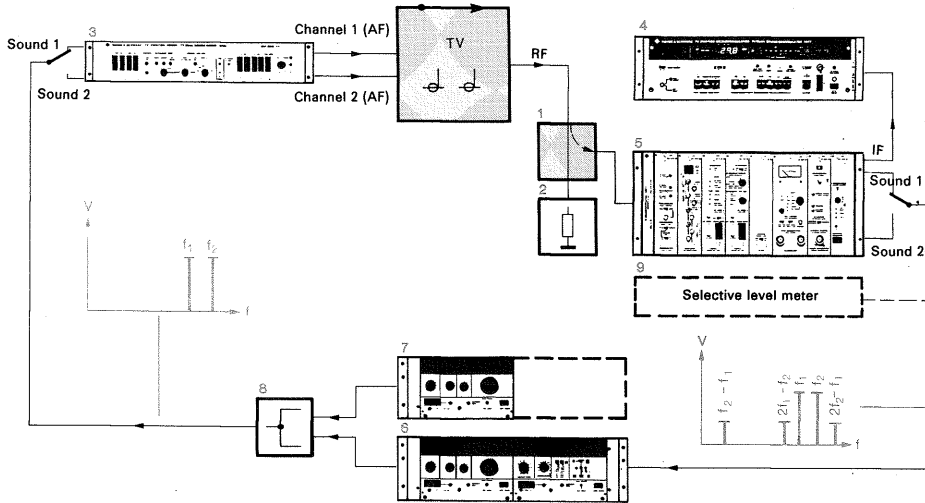 3
Channel 1 (AF)
TV
Sound 1
Sound 2
Channel 2 (AF)
RF
4
29.8
1
5
IF
Sound 1
2
Sound 2
V
f₁ f₂
f
9
Selective level meter
7
V
f₂-f₁
2f₁-f₂
f₁
f₂
2f₂-f₁
f
8
6